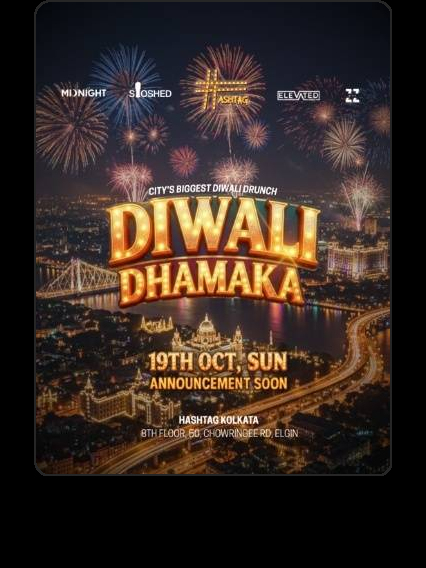 MIDNIGHT
SLOSHED
#HASHTAG
ELEVATED
CITY'S BIGGEST DIWALI DRUNCH
DIWALI
DHAMAKA
19TH OCT, SUN
ANNOUNCEMENT SOON
HASHTAG KOLKATA
8TH FLOOR, 50, CHOWRINGEE RD, ELGIN